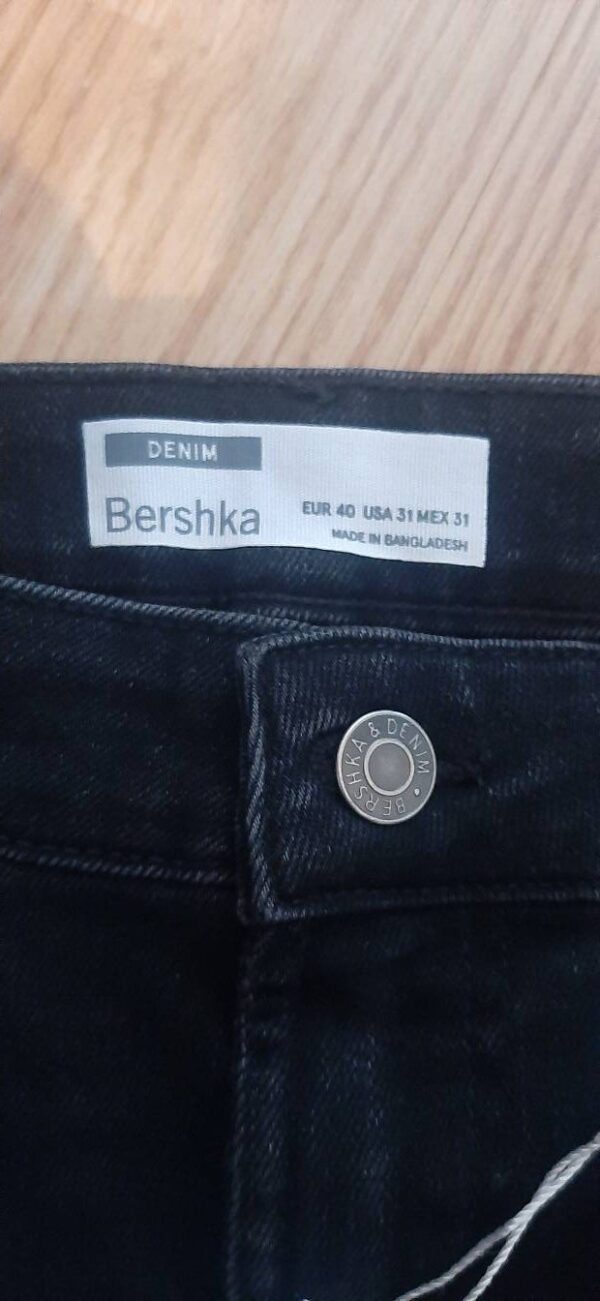 DENIM
Bershka
EUR 40 USA 31 MEX 31
MADE IN BANGLADESH
BERSHKA & DENIM •